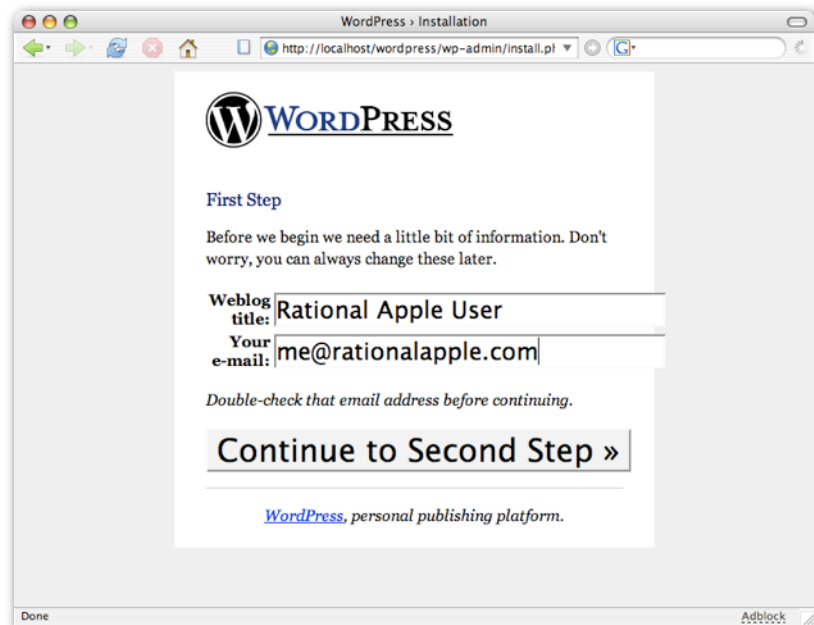 WordPress › Installation
http://localhost/wordpress/wp-admin/install.pl
G
W WORDPRESS
First Step
Before we begin we need a little bit of information. Don't
worry, you can always change these later.
Weblog
title: Rational Apple User
Your
e-mail: me@rationalapple.com
Double-check that email address before continuing.
Continue to Second Step »
WordPress, personal publishing platform.
Done Adblock